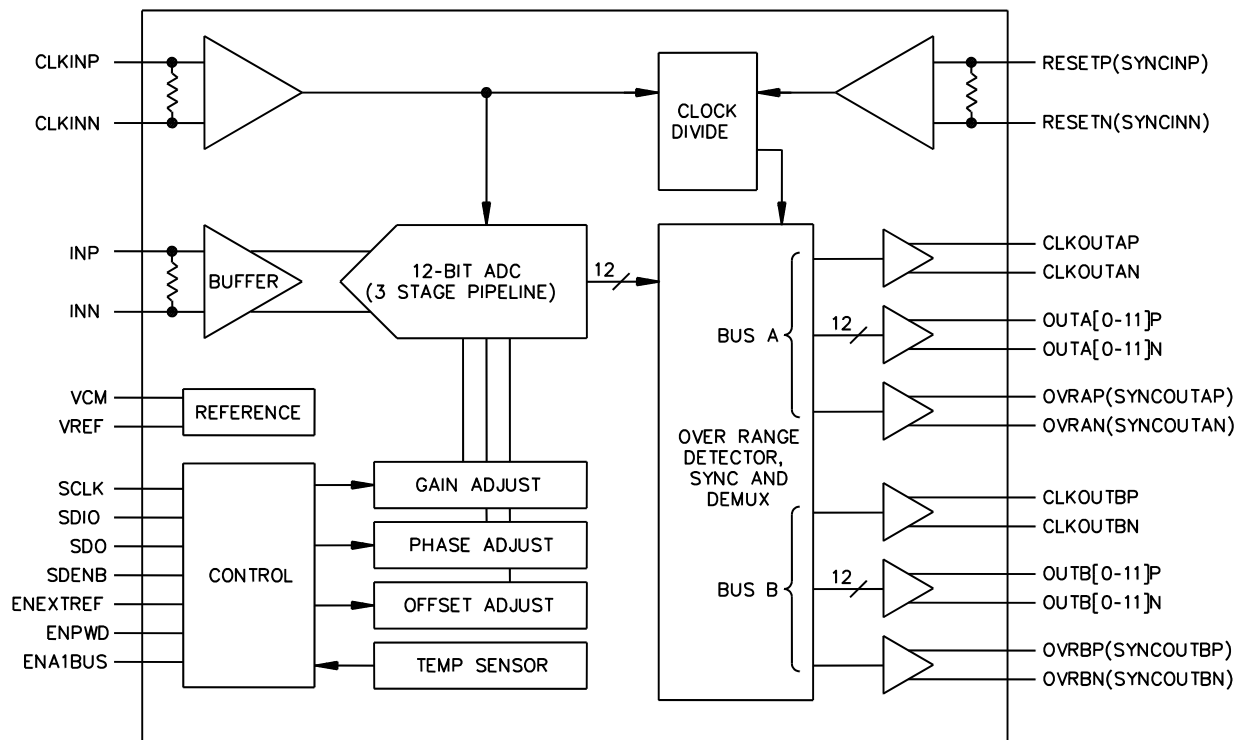 CLKINP
CLKINN
CLOCK
DIVIDE
RESETP(SYNCINP)
RESETN(SYNCINN)
INP
INN
BUFFER
12-BIT ADC
(3 STAGE PIPELINE)
12
VCM
VREF
REFERENCE
SCLK
SDIO
SDO
SDENB
ENEXTREF
ENPWD
ENA1BUS
CONTROL
GAIN ADJUST
PHASE ADJUST
OFFSET ADJUST
TEMP SENSOR
BUS A
OVER RANGE
DETECTOR,
SYNC AND
DEMUX
BUS B
12
12
CLKOUTAP
CLKOUTAN
OUTA[0-11]P
OUTA[0-11]N
OVRAP(SYNCOUTAP)
OVRAN(SYNCOUTAN)
CLKOUTBP
CLKOUTBN
OUTB[0-11]P
OUTB[0-11]N
OVRBP(SYNCOUTBP)
OVRBN(SYNCOUTBN)